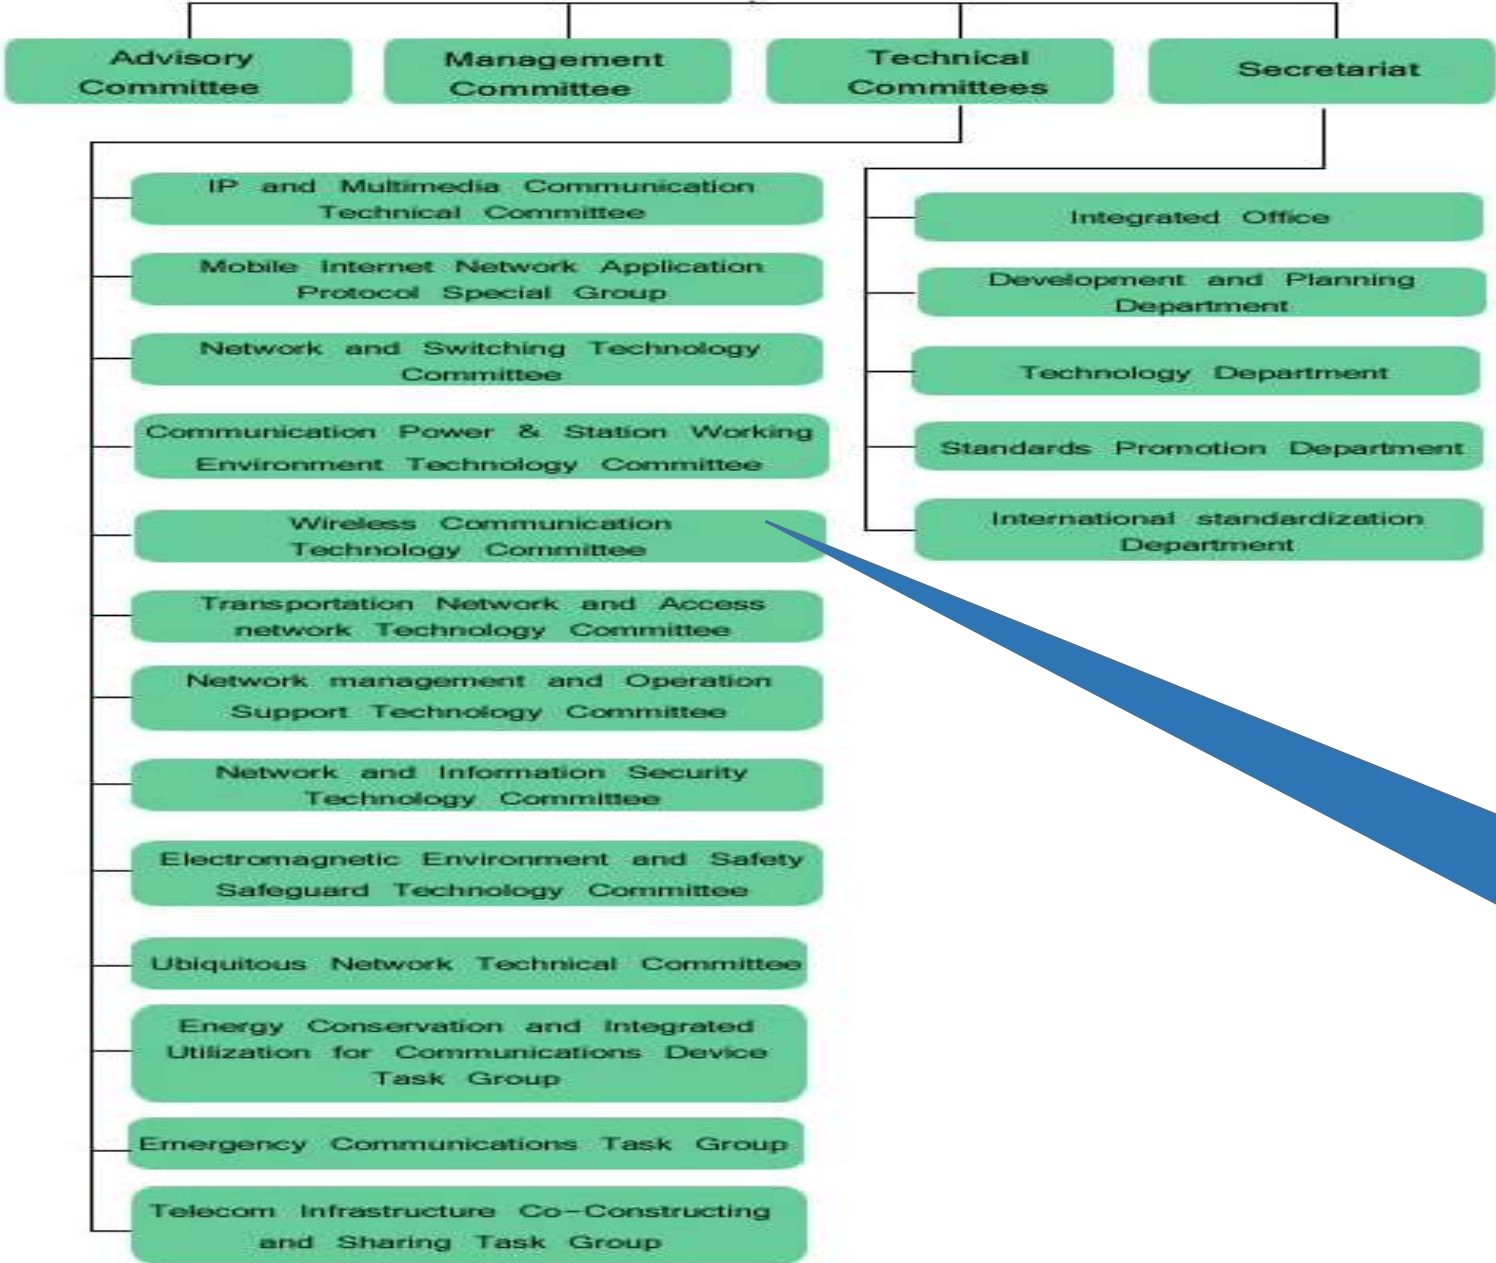 Advisory
Committee
Management
Committee
Technical
Committees
Secretariat
IP and Multimedia Communication
Technical Committee
Mobile Internet Network Application
Protocol Special Group
Network and Switching Technology
Committee
Communication Power & Station Working
Environment Technology Committee
Wireless Communication
Technology Committee
Transportation Network and Access
network Technology Committee
Network management and Operation
Support Technology Committee
Network and Information Security
Technology Committee
Electromagnetic Environment and Safety
Safeguard Technology Committee
Ubiquitous Network Technical Committee
Energy Conservation and Integrated
Utilization for Communications Device
Task Group
Emergency Communications Task Group
Telecom Infrastructure Co-Constructing
and Sharing Task Group
Integrated Office
Development and Planning
Department
Technology Department
Standards Promotion Department
International standardization
Department